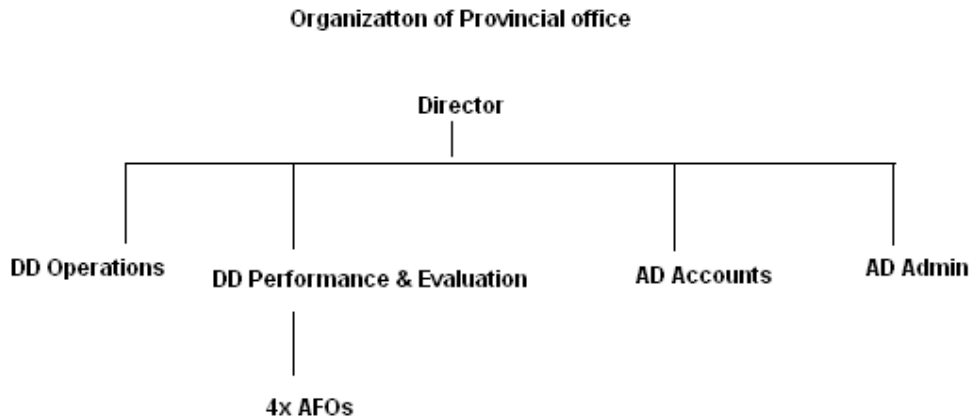 Organizatton of Provincial office
Director
DD Operations
DD Performance & Evaluation
AD Accounts
AD Admin
4x AFOs